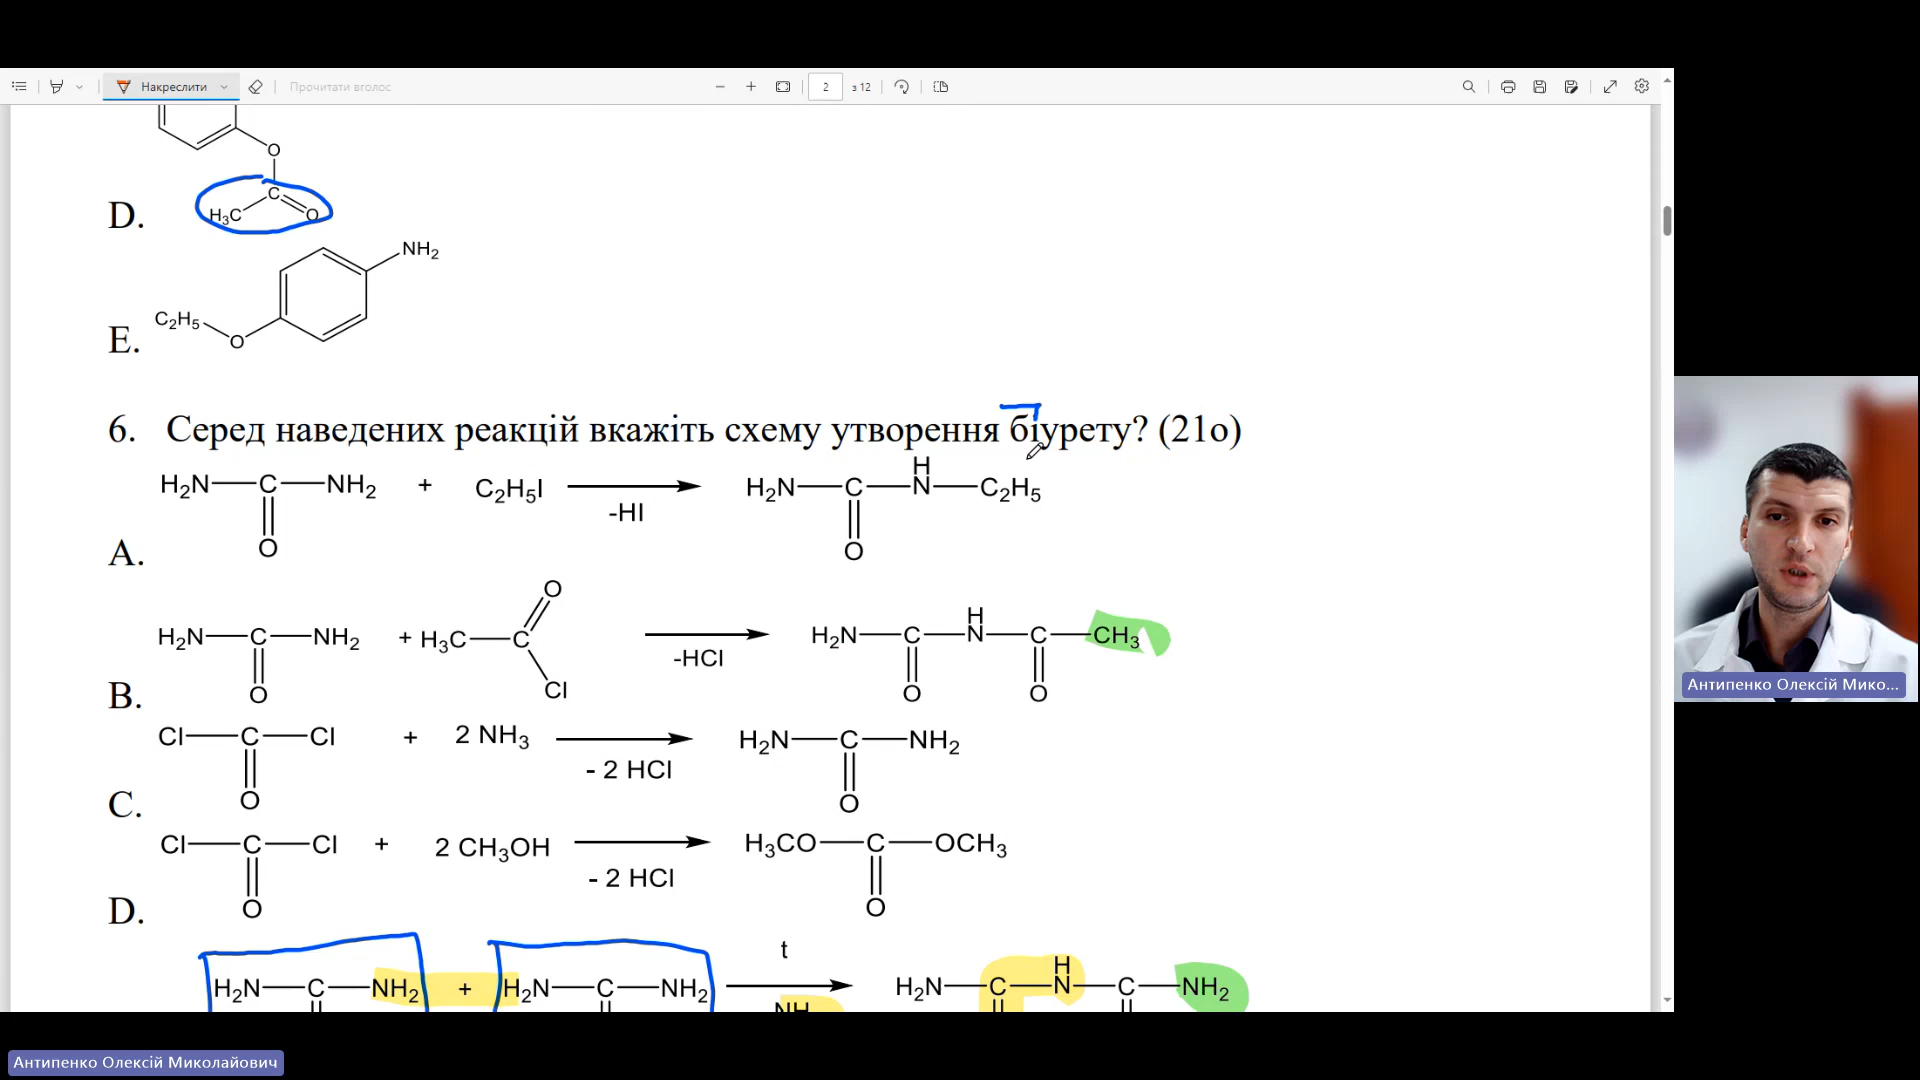 Накреслити
Прочитати вголос
2 з 12
O
C
H₃C O
D.
NH₂
C₂H₅
O
E.
6. Серед наведених реакцій вкажіть схему утворення біурету? (21о)
H₂N C NH₂ + C₂H₅I -HI H₂N C N H C₂H₅
O O
A.
O
H₂N C NH₂ + H₃C C -HCl H₂N C N H C CH₃
O Cl O O
B.
Cl C Cl + 2 NH₃ - 2 HCl H₂N C NH₂
O O
C.
Cl C Cl + 2 CH₃OH - 2 HCl H₃CO C OCH₃
O O
D.
t
H₂N C NH₂ + H₂N C NH₂ H₂N C N H C NH₂
NH
Антипенко Олексій Мико...
Антипенко Олексій Миколайович